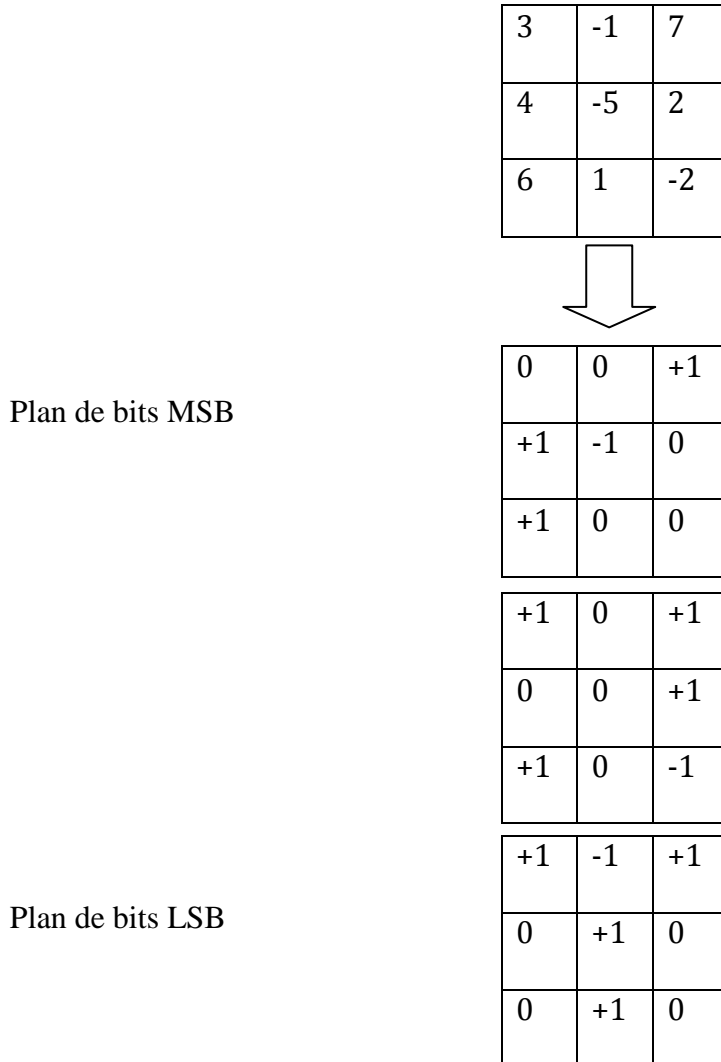 3 -1 7
4 -5 2
6 1 -2
0 0 +1
Plan de bits MSB
+1 -1 0
+1 0 0
+1 0 +1
0 0 +1
+1 0 -1
+1 -1 +1
Plan de bits LSB
0 +1 0
0 +1 0